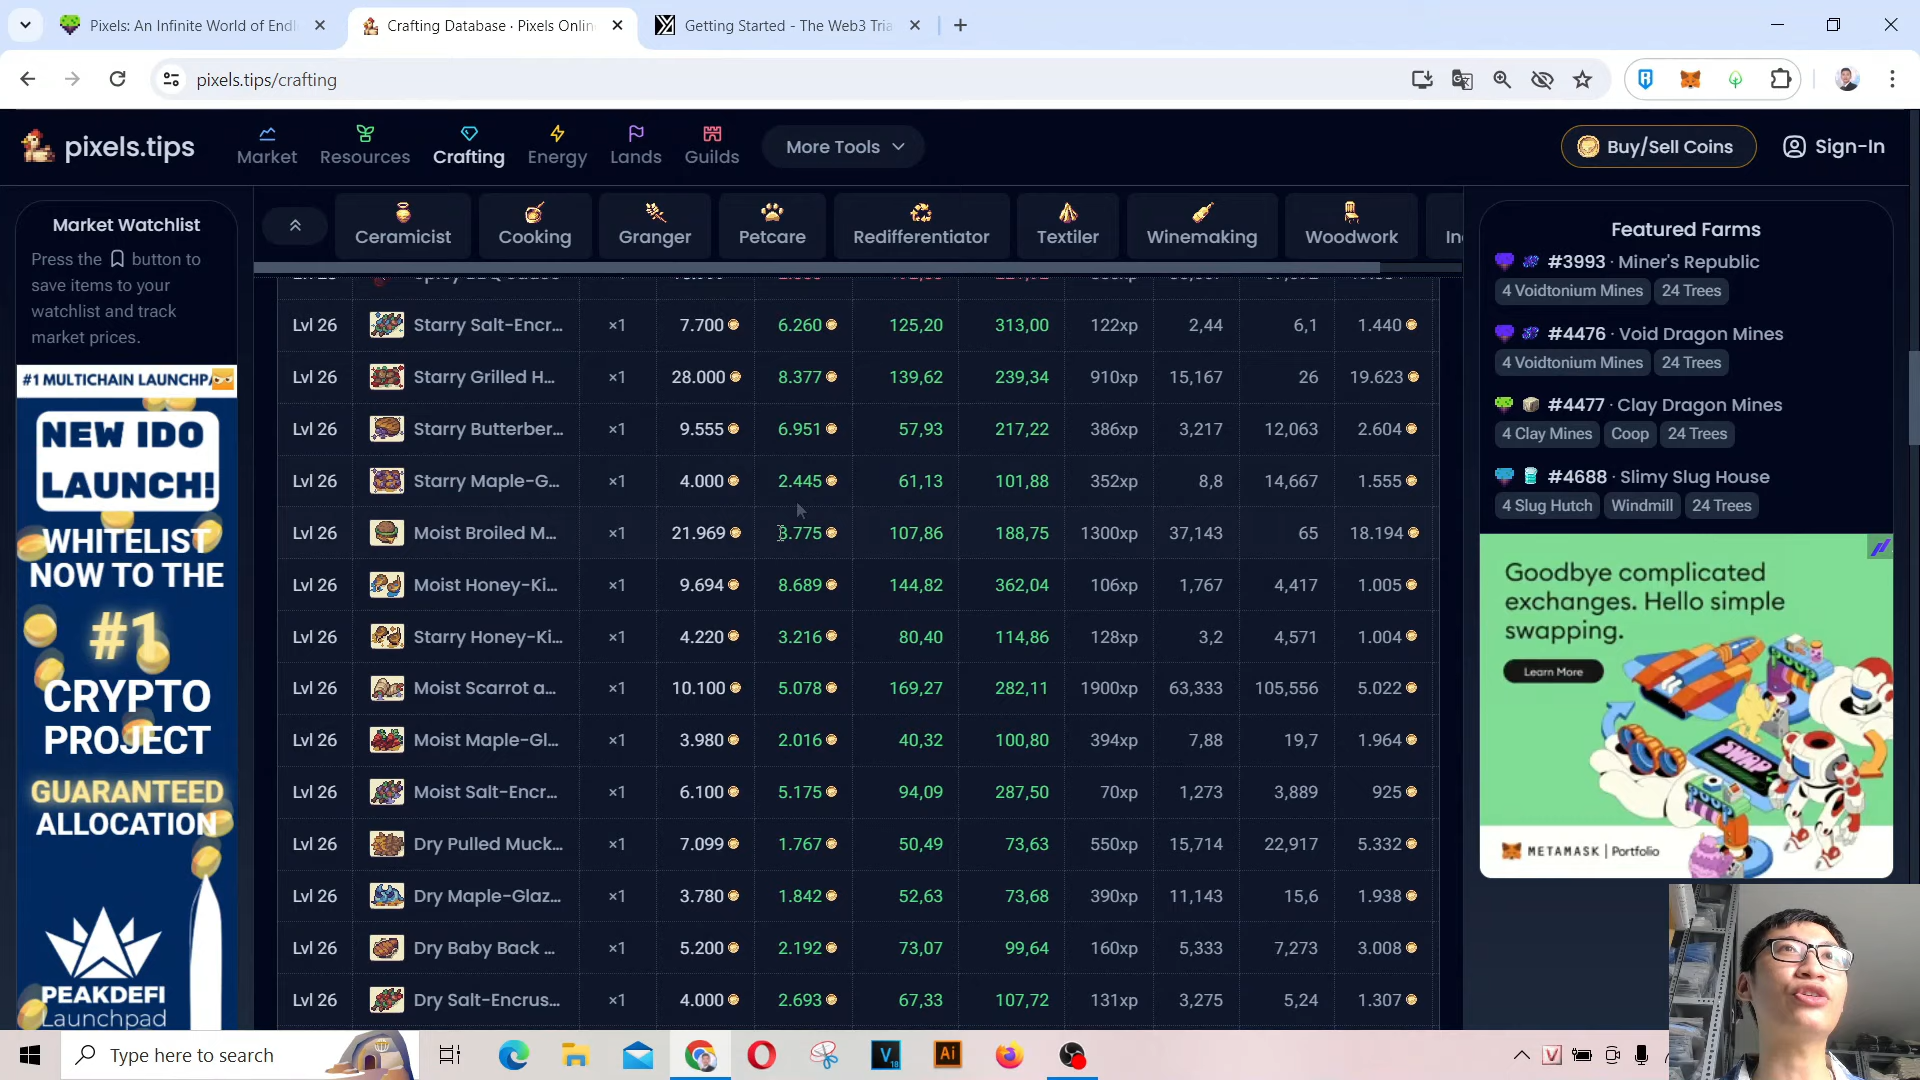 Pixels: An Infinite World of Endl
Crafting Database · Pixels Onlin
Getting Started - The Web3 Tria
pixels.tips/crafting
pixels.tips
Market
Resources
Crafting
Energy
Lands
Guilds
More Tools
Buy/Sell Coins
Sign-In
Market Watchlist
Press the button to
save items to your
watchlist and track
market prices.
#1 MULTICHAIN LAUNCHPA
NEW IDO
LAUNCH!
WHITELIST
NOW TO THE
#1
CRYPTO
PROJECT
GUARANTEED
ALLOCATION
PEAKDEFI
Launchpad
Ceramicist
Cooking
Granger
Petcare
Redifferentiator
Textiler
Winemaking
Woodwork
In
Lvl 26 Starry Salt-Encr... ×1 7.700 6.260 125,20 313,00 122xp 2,44 6,1 1.440
Lvl 26 Starry Grilled H... ×1 28.000 8.377 139,62 239,34 910xp 15,167 26 19.623
Lvl 26 Starry Butterber... ×1 9.555 6.951 57,93 217,22 386xp 3,217 12,063 2.604
Lvl 26 Starry Maple-G... ×1 4.000 2.445 61,13 101,88 352xp 8,8 14,667 1.555
Lvl 26 Moist Broiled M... ×1 21.969 3.775 107,86 188,75 1300xp 37,143 65 18.194
Lvl 26 Moist Honey-Ki... ×1 9.694 8.689 144,82 362,04 106xp 1,767 4,417 1.005
Lvl 26 Starry Honey-Ki... ×1 4.220 3.216 80,40 114,86 128xp 3,2 4,571 1.004
Lvl 26 Moist Scarrot a... ×1 10.100 5.078 169,27 282,11 1900xp 63,333 105,556 5.022
Lvl 26 Moist Maple-Gl... ×1 3.980 2.016 40,32 100,80 394xp 7,88 19,7 1.964
Lvl 26 Moist Salt-Encr... ×1 6.100 5.175 94,09 287,50 70xp 1,273 3,889 925
Lvl 26 Dry Pulled Muck... ×1 7.099 1.767 50,49 73,63 550xp 15,714 22,917 5.332
Lvl 26 Dry Maple-Glaz... ×1 3.780 1.842 52,63 73,68 390xp 11,143 15,6 1.938
Lvl 26 Dry Baby Back ... ×1 5.200 2.192 73,07 99,64 160xp 5,333 7,273 3.008
Lvl 26 Dry Salt-Encrus... ×1 4.000 2.693 67,33 107,72 131xp 3,275 5,24 1.307
Featured Farms
#3993 · Miner's Republic
4 Voidtonium Mines 24 Trees
#4476 · Void Dragon Mines
4 Voidtonium Mines 24 Trees
#4477 · Clay Dragon Mines
4 Clay Mines Coop 24 Trees
#4688 · Slimy Slug House
4 Slug Hutch Windmill 24 Trees
Goodbye complicated
exchanges. Hello simple
swapping.
Learn More
SWAP
METAMASK | Portfolio
Type here to search